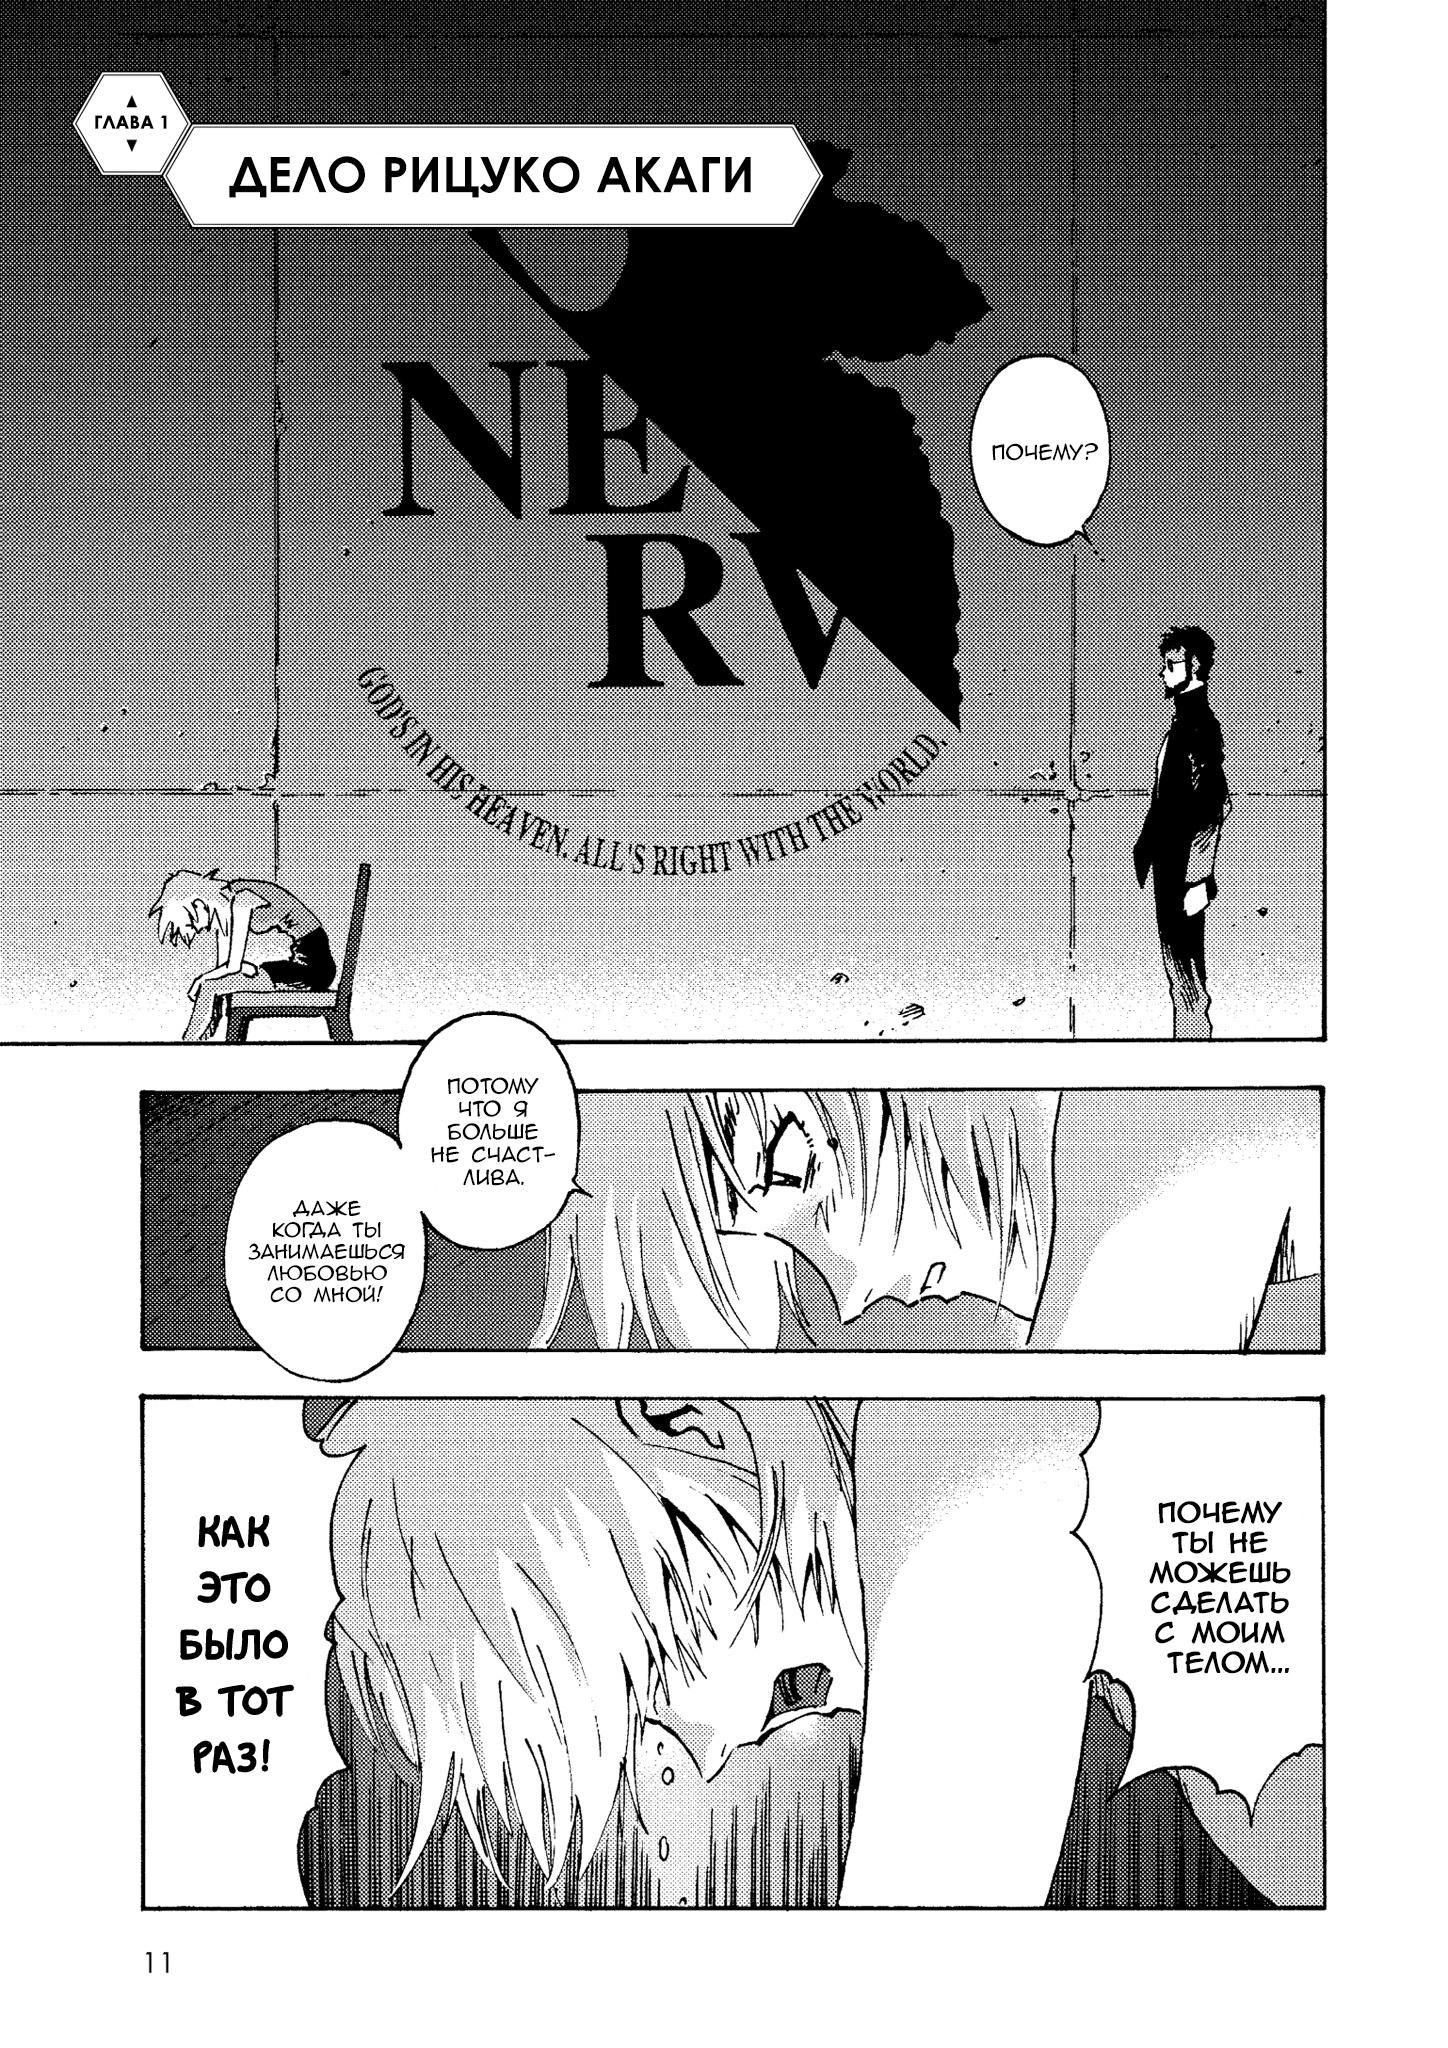 ГЛАВА 1
ДЕЛО РИЦУКО АКАГИ
NE
RV
GOD'S IN HIS HEAVEN. ALL'S RIGHT WITH THE WORLD.
ПОЧЕМУ?
ПОТОМУ
ЧТО Я
БОЛЬШЕ
НЕ СЧАСТ-
ЛИВА.
ДАЖЕ
КОГДА ТЫ
ЗАНИМАЕШЬСЯ
ЛЮБОВЬЮ
СО МНОЙ!
ПОЧЕМУ
ТЫ НЕ
МОЖЕШЬ
СДЕЛАТЬ
С МОИМ
ТЕЛОМ...
КАК
ЭТО
БЫЛО
В ТОТ
РАЗ!
11